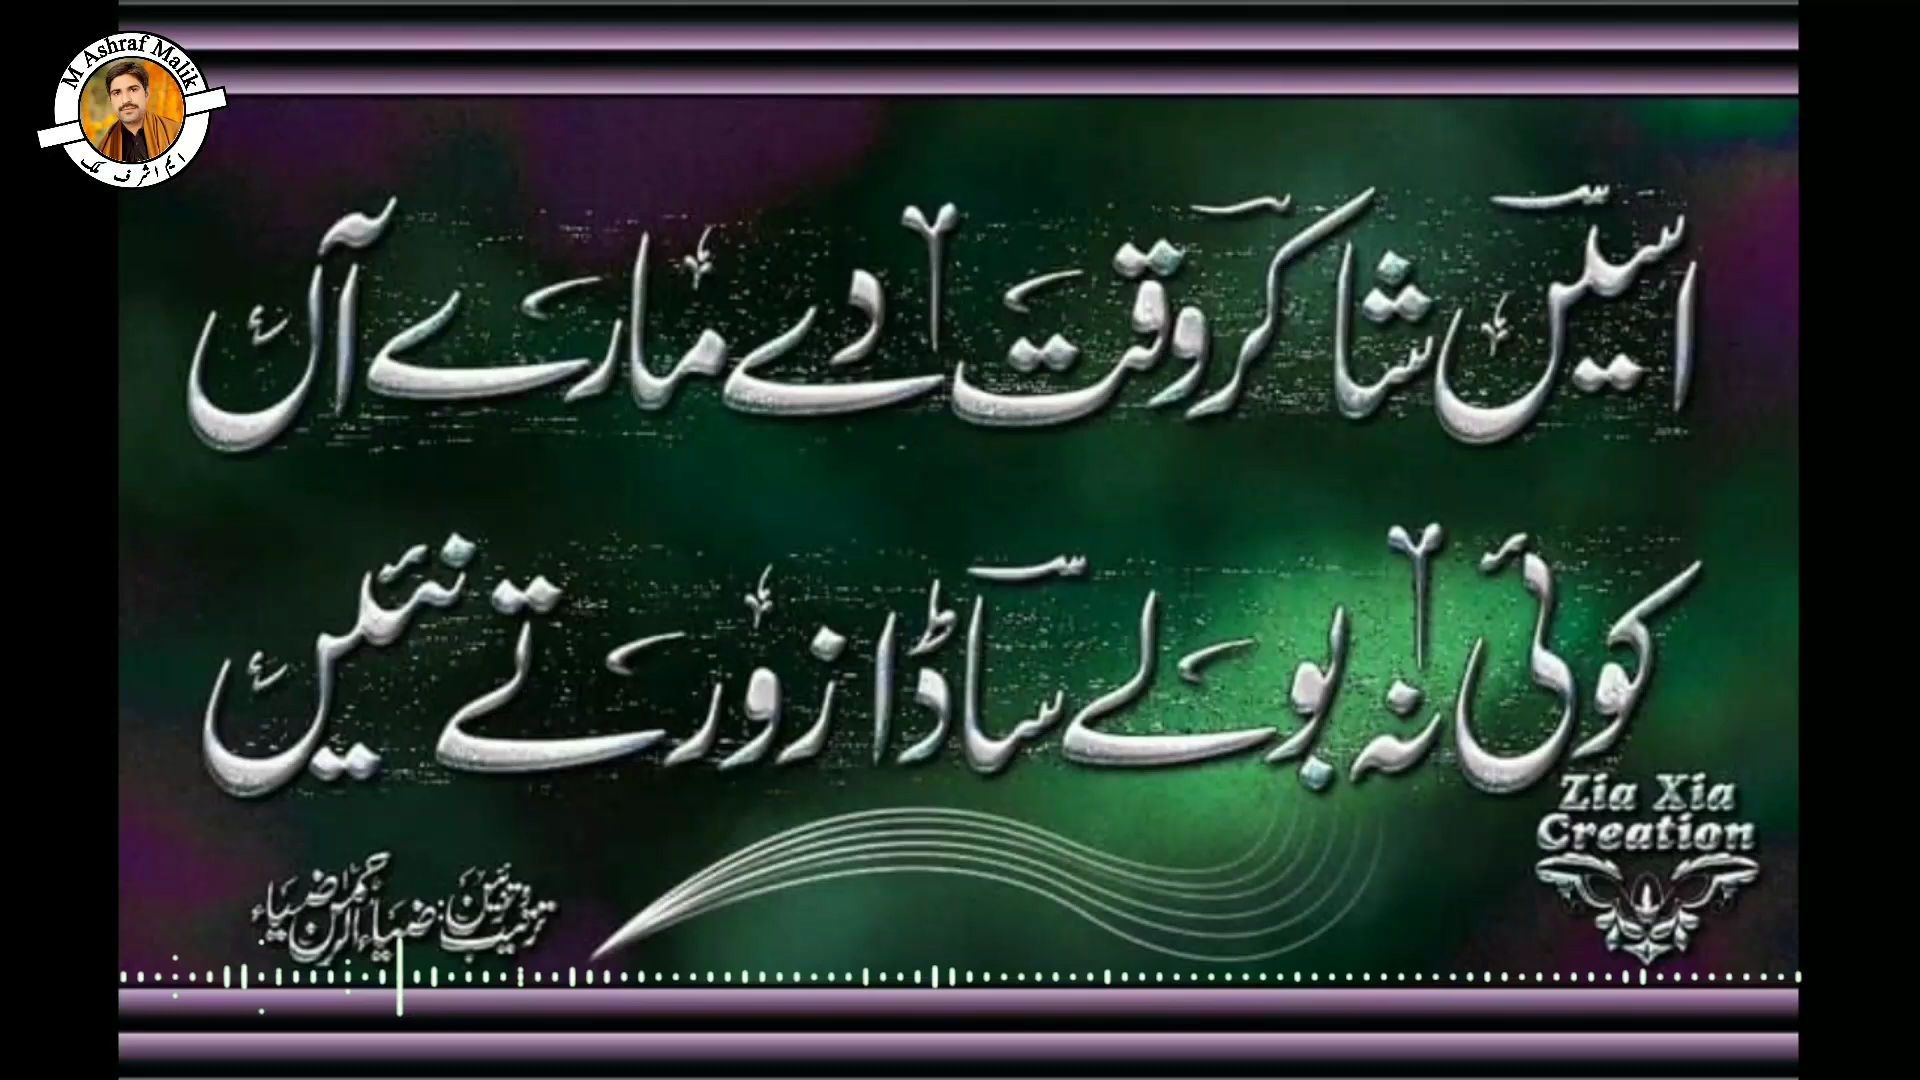 M Ashraf Malik
ایم اشرف ملک
اسیں شاکر وقت دے مارے آں
کوئی نہ بولے ساڈا زور تے نئیں
Zia Xia
Creation
ترتیب و تزئین: ضیاء الرحمن ضیاء